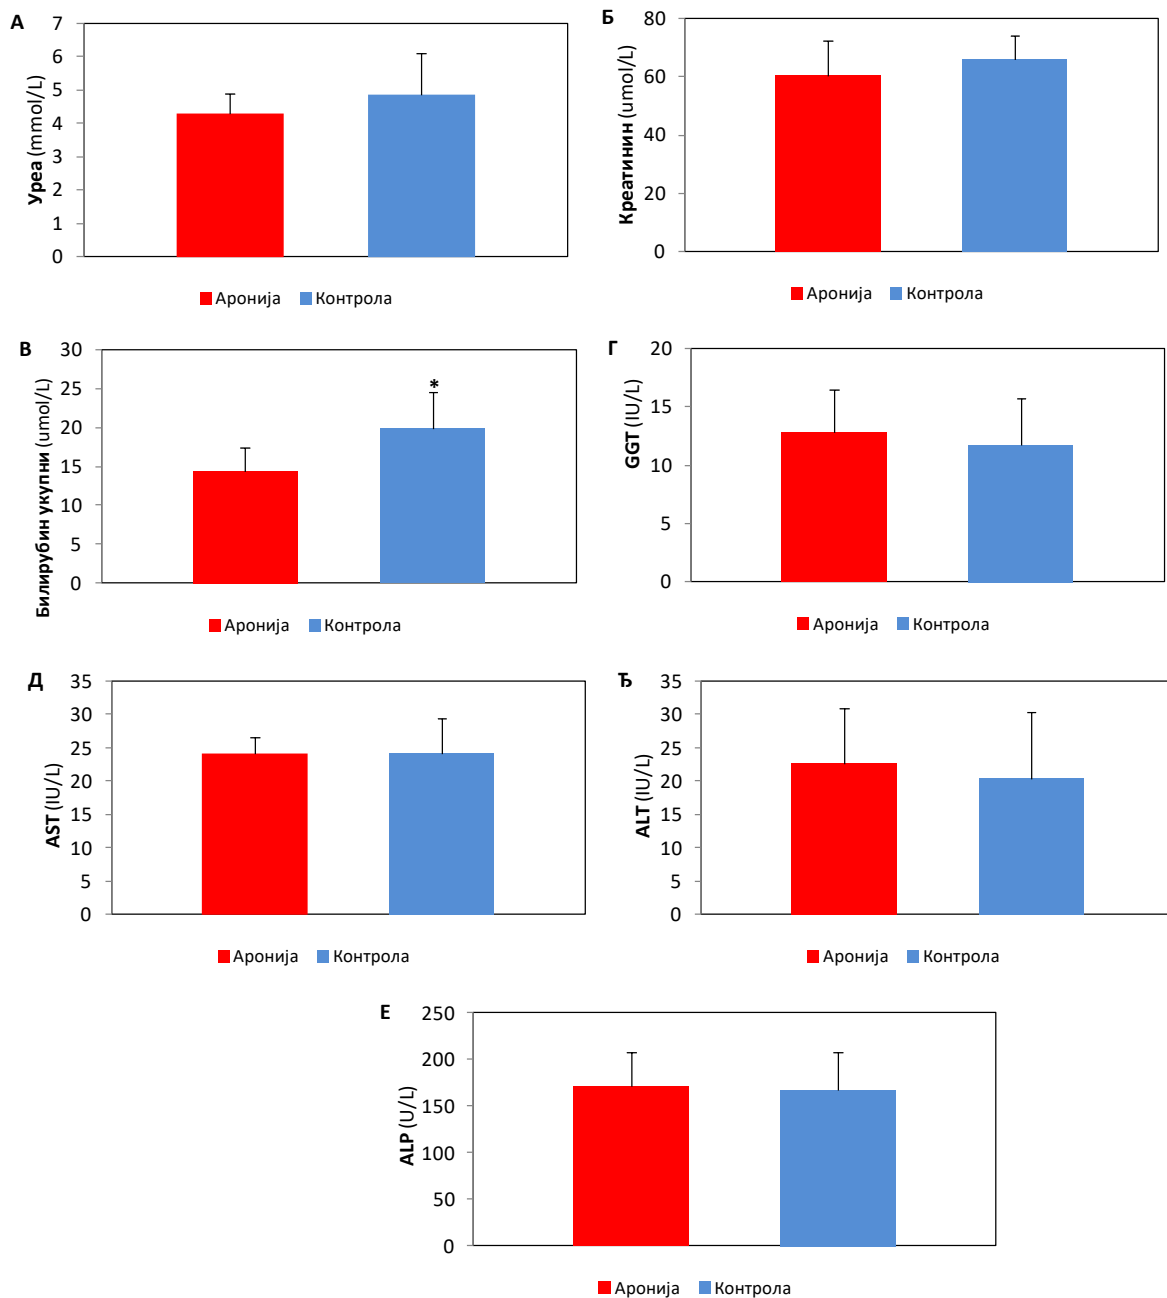 А
Уреа (mmol/L)
7
6
5
4
3
2
1
0
Аронија Контрола
Б
Креатинин (umol/L)
80
60
40
20
0
Аронија Контрола
В
Билирубин укупни (umol/L)
30
25
20
15
10
5
0
*
Аронија Контрола
Г
GGT (IU/L)
20
15
10
5
0
Аронија Контрола
Д
AST (IU/L)
35
30
25
20
15
10
5
0
Аронија Контрола
Ђ
ALT (IU/L)
35
30
25
20
15
10
5
0
Аронија Контрола
Е
ALP (U/L)
250
200
150
100
50
0
Аронија Контрола